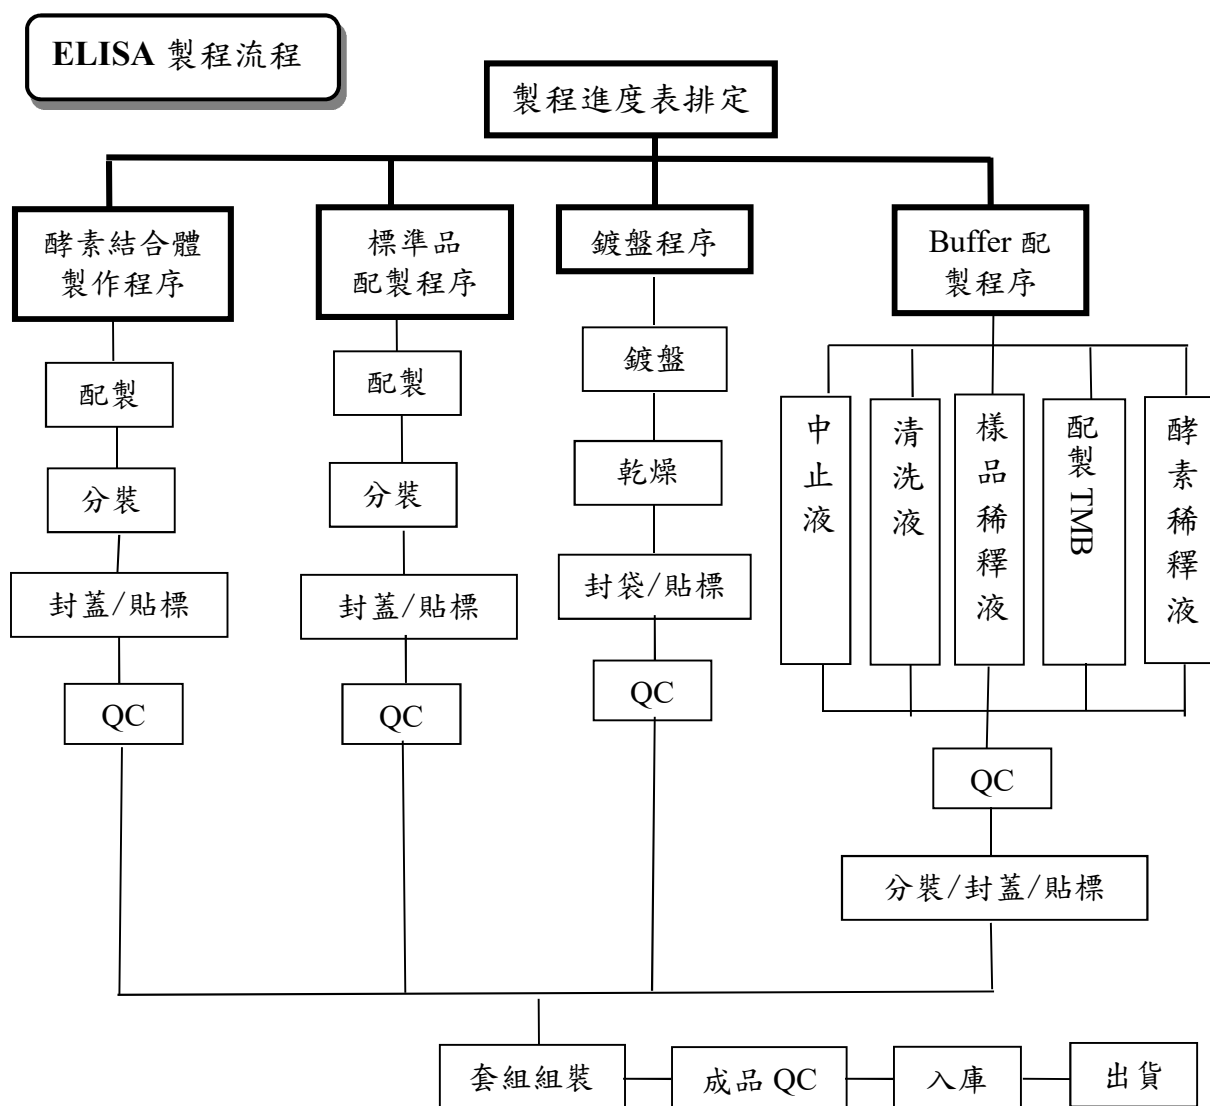 ELISA 製程流程
製程進度表排定
酵素結合體
製作程序
標準品
配製程序
鍍盤程序
Buffer 配
製程序
配製
分裝
封蓋/貼標
QC
配製
分裝
封蓋/貼標
QC
鍍盤
乾燥
封袋/貼標
QC
中止液
清洗液
樣品稀釋液
配製 TMB
酵素稀釋液
QC
分裝/封蓋/貼標
套組組裝
成品 QC
入庫
出貨